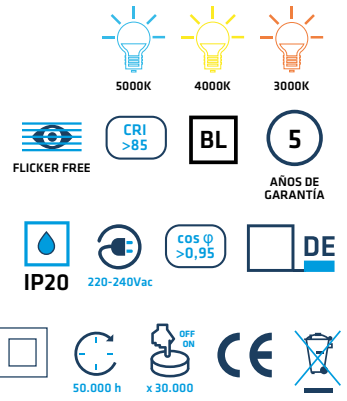 5000K 4000K 3000K
FLICKER FREE
CRI
>85
BL
5
AÑOS DE
GARANTÍA
IP20
220-240Vac
cos φ
>0,95
DE
50.000 h
OFF
ON
x 30.000
CE